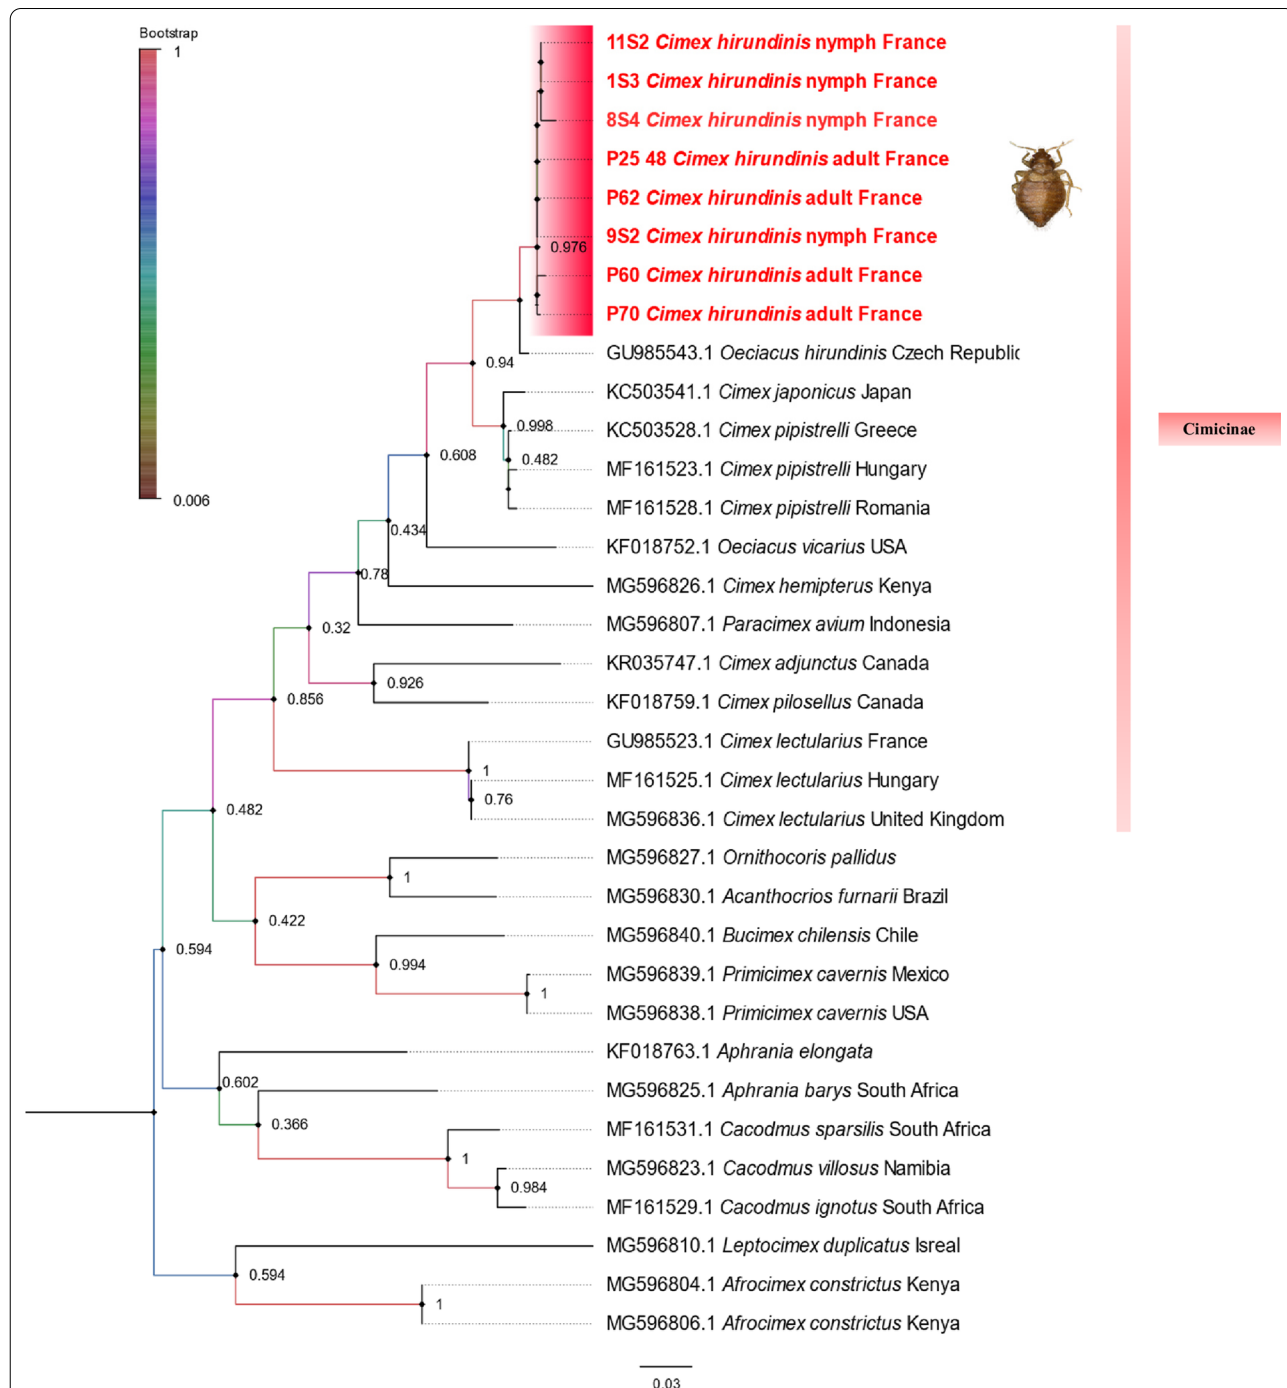 Bootstrap
1
0.006
11S2 Cimex hirundinis nymph France
1S3 Cimex hirundinis nymph France
8S4 Cimex hirundinis nymph France
P25 48 Cimex hirundinis adult France
P62 Cimex hirundinis adult France
9S2 Cimex hirundinis nymph France
0.976
P60 Cimex hirundinis adult France
P70 Cimex hirundinis adult France
GU985543.1 Oeciacus hirundinis Czech Republic
0.94
KC503541.1 Cimex japonicus Japan
0.998
KC503528.1 Cimex pipistrelli Greece
Cimicinae
0.482
0.608
MF161523.1 Cimex pipistrelli Hungary
MF161528.1 Cimex pipistrelli Romania
0.434
KF018752.1 Oeciacus vicarius USA
0.78
MG596826.1 Cimex hemipterus Kenya
0.32
MG596807.1 Paracimex avium Indonesia
KR035747.1 Cimex adjunctus Canada
0.926
0.856
KF018759.1 Cimex pilosellus Canada
GU985523.1 Cimex lectularius France
1
MF161525.1 Cimex lectularius Hungary
0.76
0.482
MG596836.1 Cimex lectularius United Kingdom
MG596827.1 Ornithocoris pallidus
1
MG596830.1 Acanthocrios furnarii Brazil
0.422
0.594
MG596840.1 Bucimex chilensis Chile
0.994
MG596839.1 Primicimex cavernis Mexico
1
MG596838.1 Primicimex cavernis USA
KF018763.1 Aphrania elongata
0.602
MG596825.1 Aphrania barys South Africa
0.366
MF161531.1 Cacodmus sparsilis South Africa
1
MG596823.1 Cacodmus villosus Namibia
0.984
MF161529.1 Cacodmus ignotus South Africa
MG596810.1 Leptocimex duplicatus Isreal
0.594
MG596804.1 Afrocimex constrictus Kenya
1
MG596806.1 Afrocimex constrictus Kenya
0.03